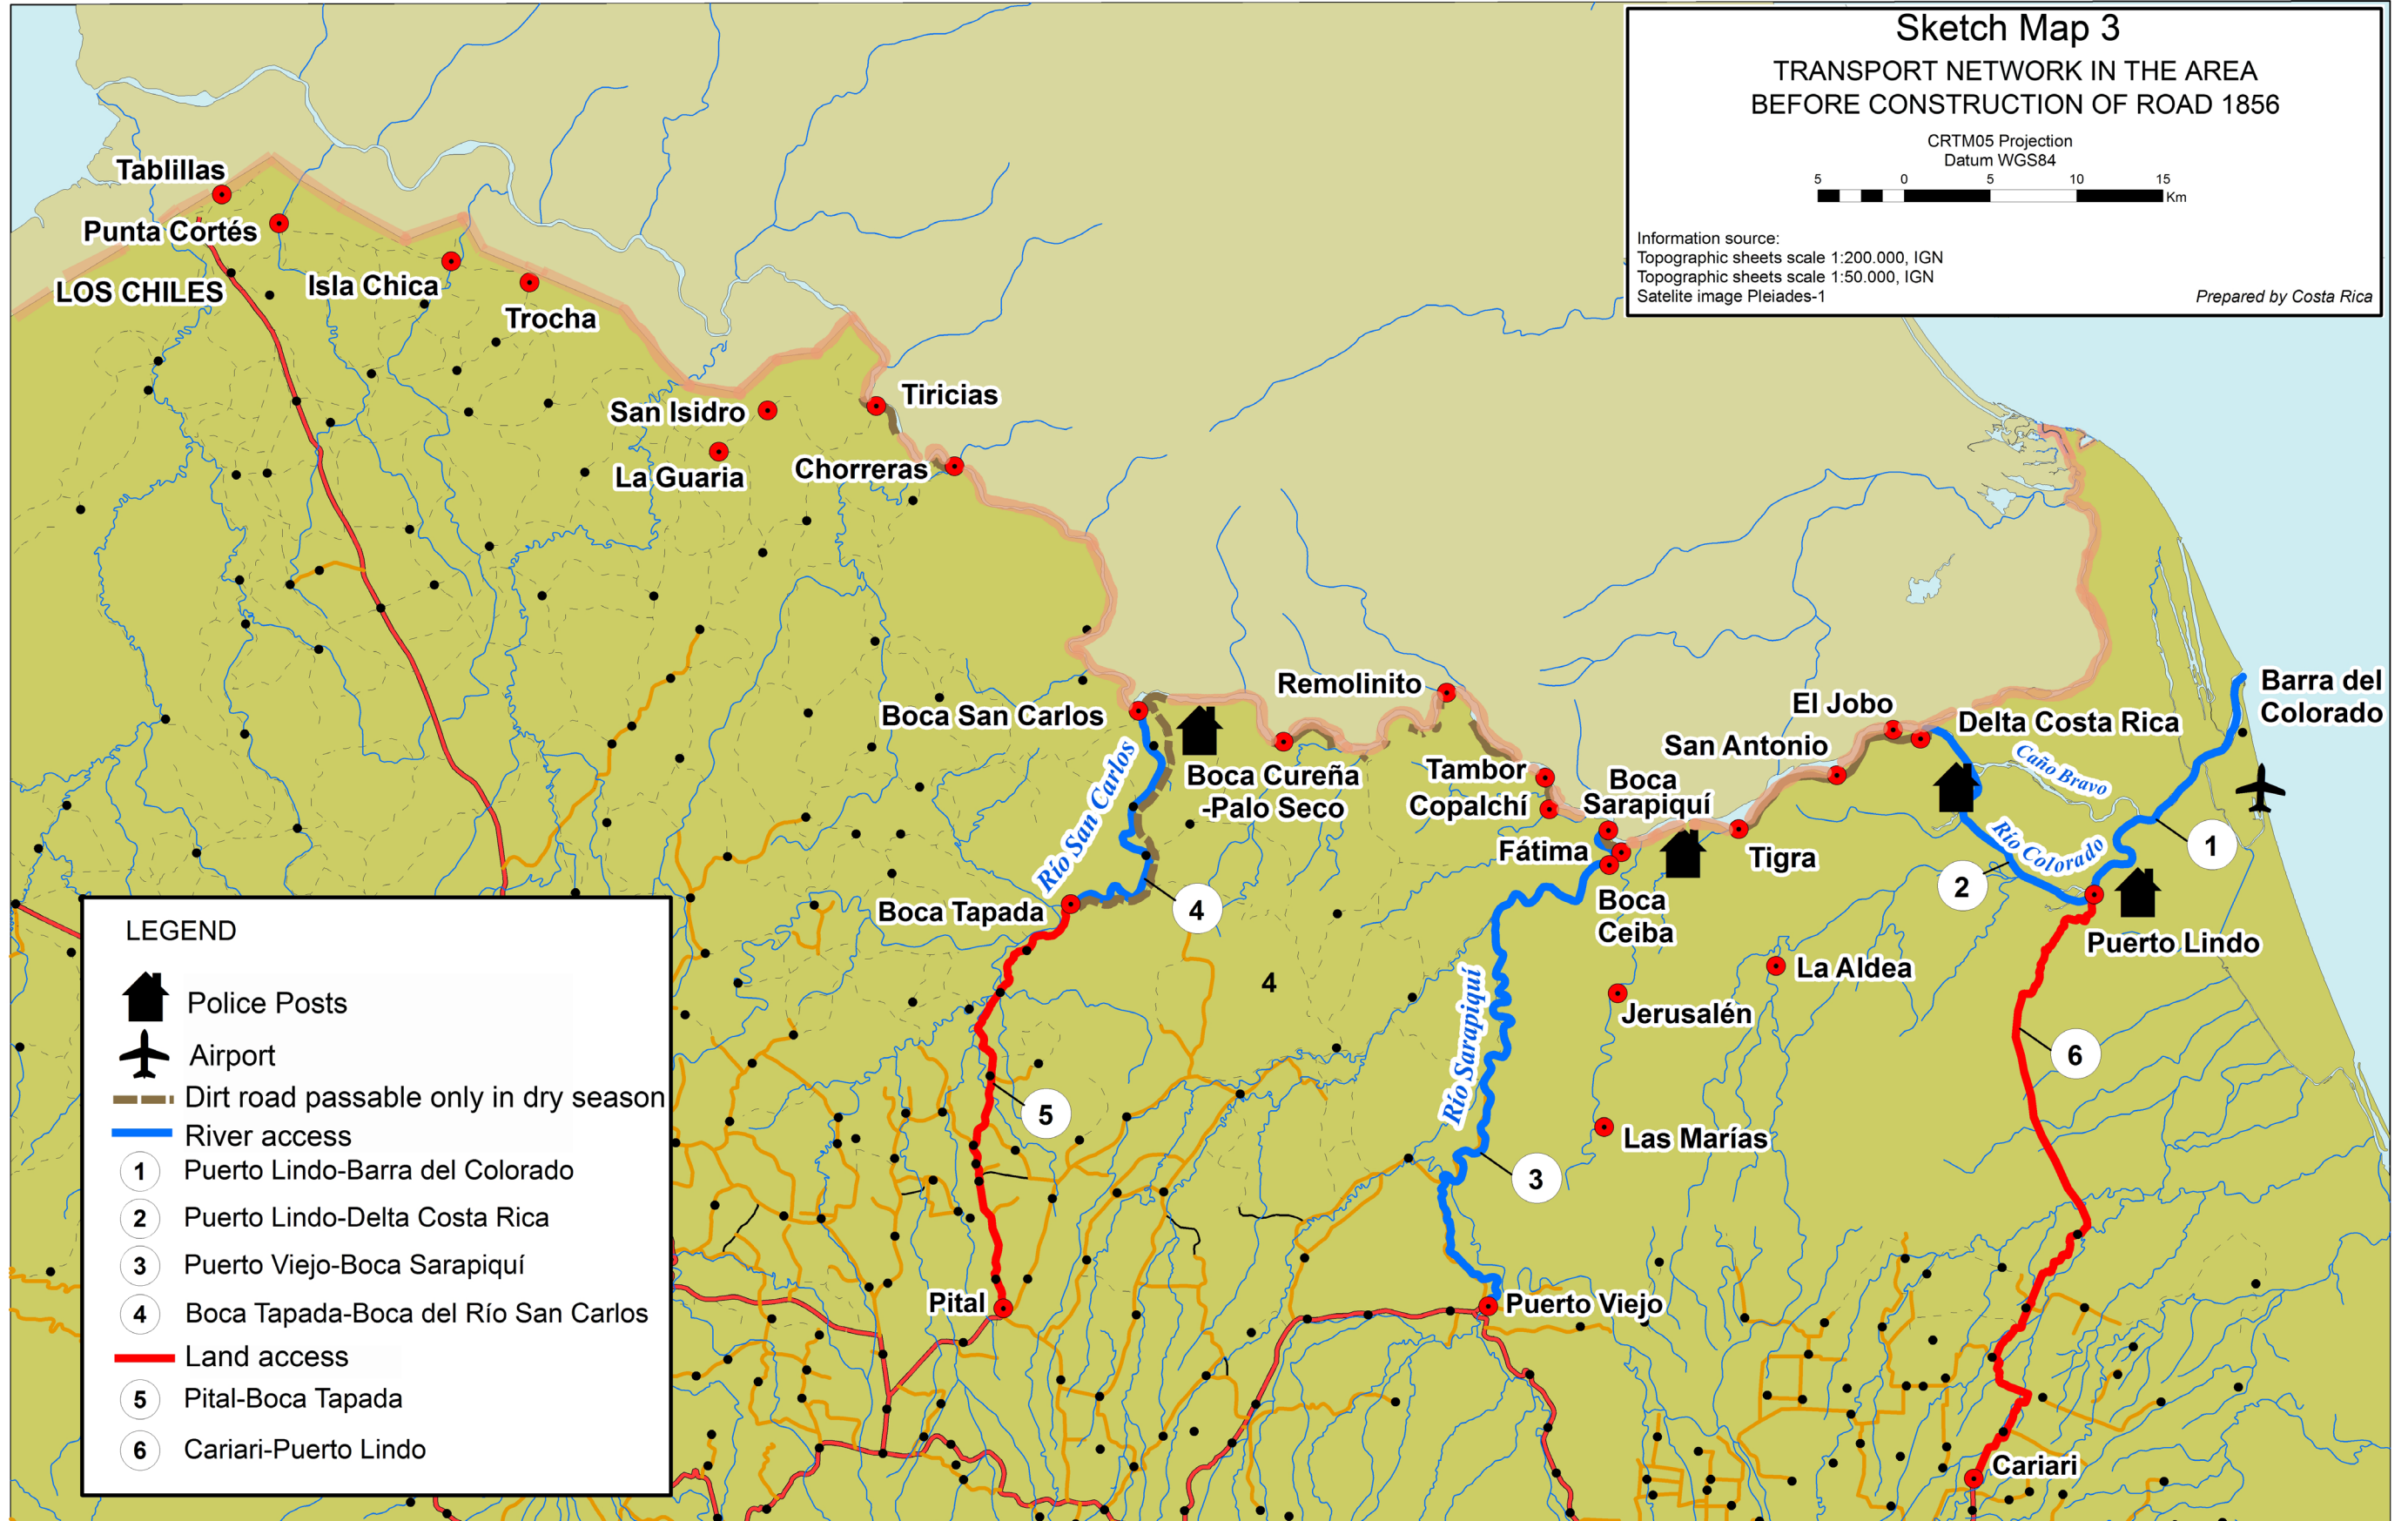 Sketch Map 3
TRANSPORT NETWORK IN THE AREA
BEFORE CONSTRUCTION OF ROAD 1856
CRTM05 Projection
Datum WGS84
5 0 5 10 15
Km
Information source:
Topographic sheets scale 1:200.000, IGN
Topographic sheets scale 1:50.000, IGN
Satelite image Pleiades-1
Prepared by Costa Rica
Tablillas
Punta Cortés
LOS CHILES
Isla Chica
Trocha
San Isidro
La Guaria
Tiricias
Chorreras
Boca San Carlos
Río San Carlos
Boca Tapada
4
Boca Cureña
-Palo Seco
Remolinito
Tambor
Copalchí
Boca
Sarapiquí
Fátima
Boca
Ceiba
San Antonio
El Jobo
Tigra
Delta Costa Rica
Caño Bravo
Río Colorado
Barra del
Colorado
1
2
Puerto Lindo
La Aldea
Jerusalén
4
Río Sarapiquí
Las Marías
3
5
6
Pital
Puerto Viejo
Cariari
LEGEND
Police Posts
Airport
Dirt road passable only in dry season
River access
1 Puerto Lindo-Barra del Colorado
2 Puerto Lindo-Delta Costa Rica
3 Puerto Viejo-Boca Sarapiquí
4 Boca Tapada-Boca del Río San Carlos
Land access
5 Pital-Boca Tapada
6 Cariari-Puerto Lindo